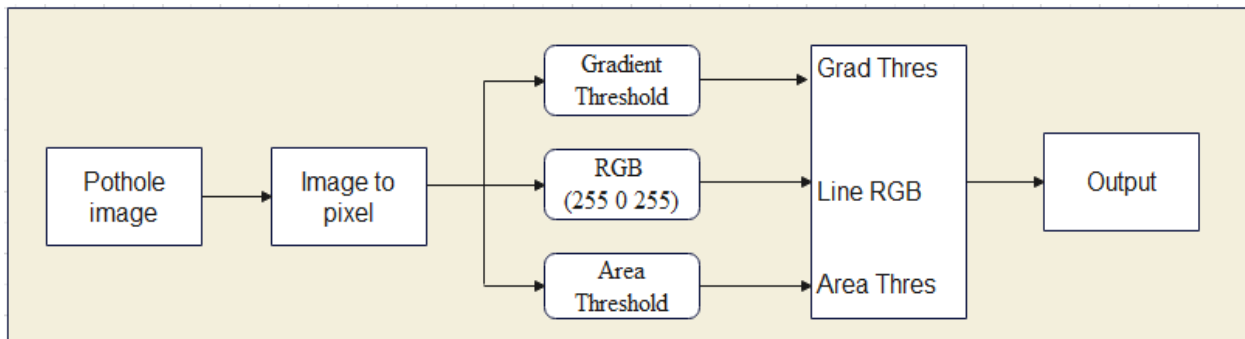 Pothole
image
Image to
pixel
Gradient
Threshold
RGB
(255 0 255)
Area
Threshold
Grad Thres
Line RGB
Area Thres
Output